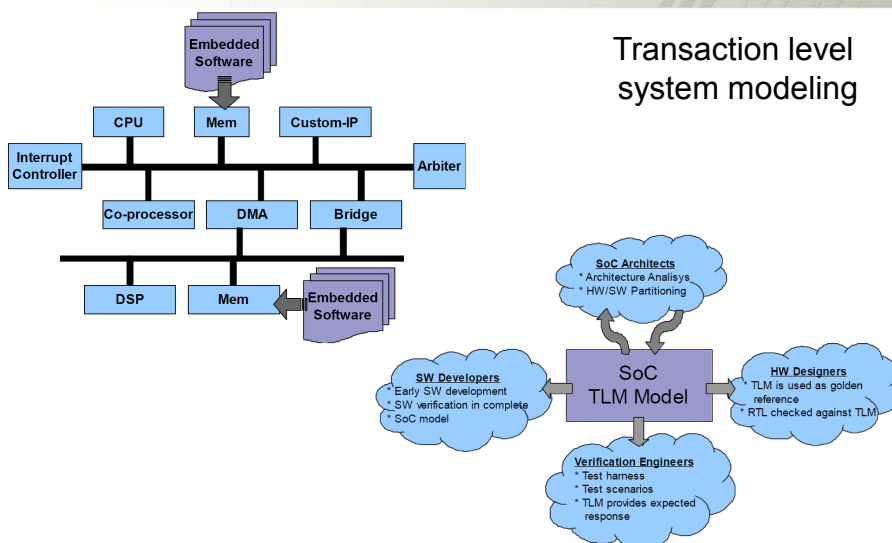 Transaction level
system modeling
Embedded
Software
CPU
Mem
Custom-IP
Interrupt
Controller
Arbiter
Co-processor
DMA
Bridge
DSP
Mem
Embedded
Software
SoC Architects
* Architecture Analisys
* HW/SW Partitioning
SW Developers
* Early SW development
* SW verification in complete
* SoC model
SoC
TLM Model
HW Designers
* TLM is used as golden
reference
* RTL checked against TLM
Verification Engineers
* Test harness
* Test scenarios
* TLM provides expected
response